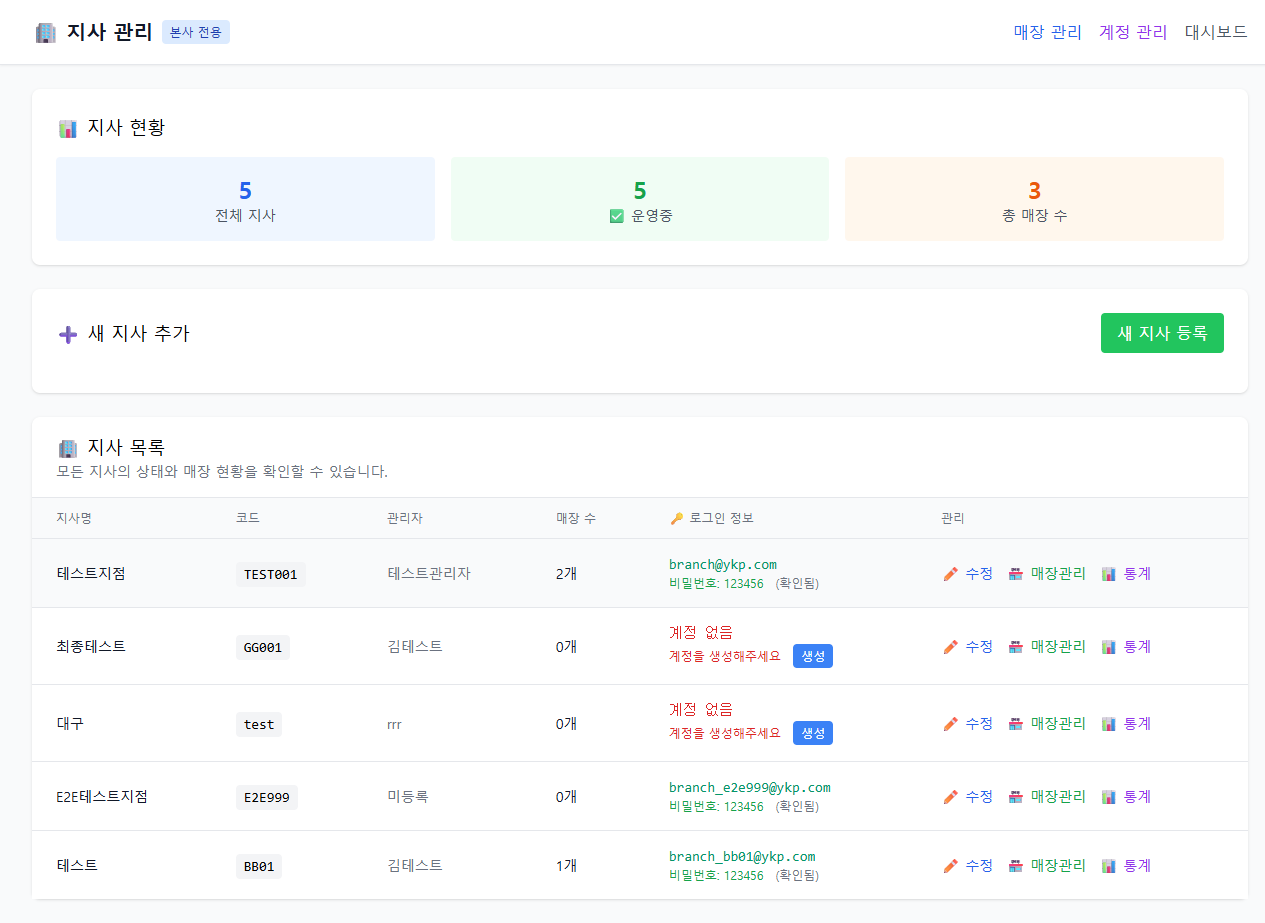 지사 관리 본사 전용 매장 관리 계정 관리 대시보드
지사 현황
5 5 3
전체 지사 운영중 총 매장 수
새 지사 추가 새 지사 등록
지사 목록
모든 지사의 상태와 매장 현황을 확인할 수 있습니다.
지사명 코드 관리자 매장 수 로그인 정보 관리
테스트지점 TEST001 테스트관리자 2개 branch@ykp.com 수정 매장관리 통계
비밀번호: 123456 (확인됨)
최종테스트 GG001 김테스트 0개 계정 없음 수정 매장관리 통계
계정을 생성해주세요 생성
대구 test rrr 0개 계정 없음 수정 매장관리 통계
계정을 생성해주세요 생성
E2E테스트지점 E2E999 미등록 0개 branch_e2e999@ykp.com 수정 매장관리 통계
비밀번호: 123456 (확인됨)
테스트 BB01 김테스트 1개 branch_bb01@ykp.com 수정 매장관리 통계
비밀번호: 123456 (확인됨)